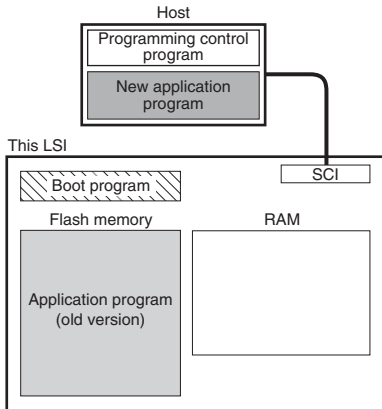 Host
Programming control
program
New application
program
This LSI
SCI
Boot program
Flash memory
RAM
Application program
(old version)